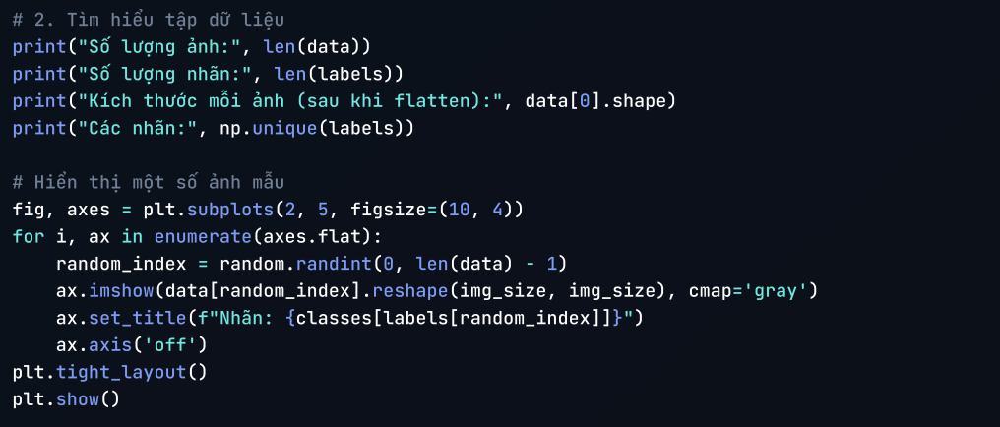 # 2. Tìm hiểu tập dữ liệu
print("Số lượng ảnh:", len(data))
print("Số lượng nhãn:", len(labels))
print("Kích thước mỗi ảnh (sau khi flatten):", data[0].shape)
print("Các nhãn:", np.unique(labels))

# Hiển thị một số ảnh mẫu
fig, axes = plt.subplots(2, 5, figsize=(10, 4))
for i, ax in enumerate(axes.flat):
    random_index = random.randint(0, len(data) - 1)
    ax.imshow(data[random_index].reshape(img_size, img_size), cmap='gray')
    ax.set_title(f"Nhãn: {classes[labels[random_index]]}")
    ax.axis('off')
plt.tight_layout()
plt.show()